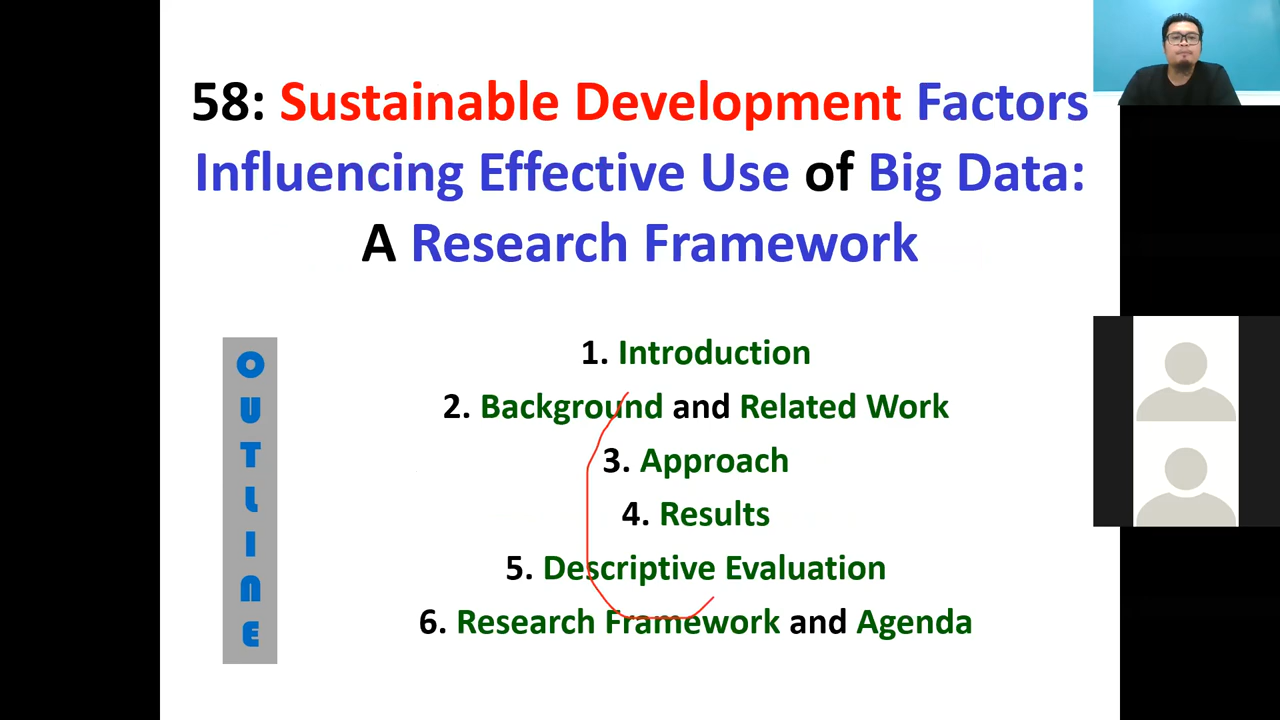 58: Sustainable Development Factors
Influencing Effective Use of Big Data:
A Research Framework
OUTLINE
1. Introduction
2. Background and Related Work
3. Approach
4. Results
5. Descriptive Evaluation
6. Research Framework and Agenda